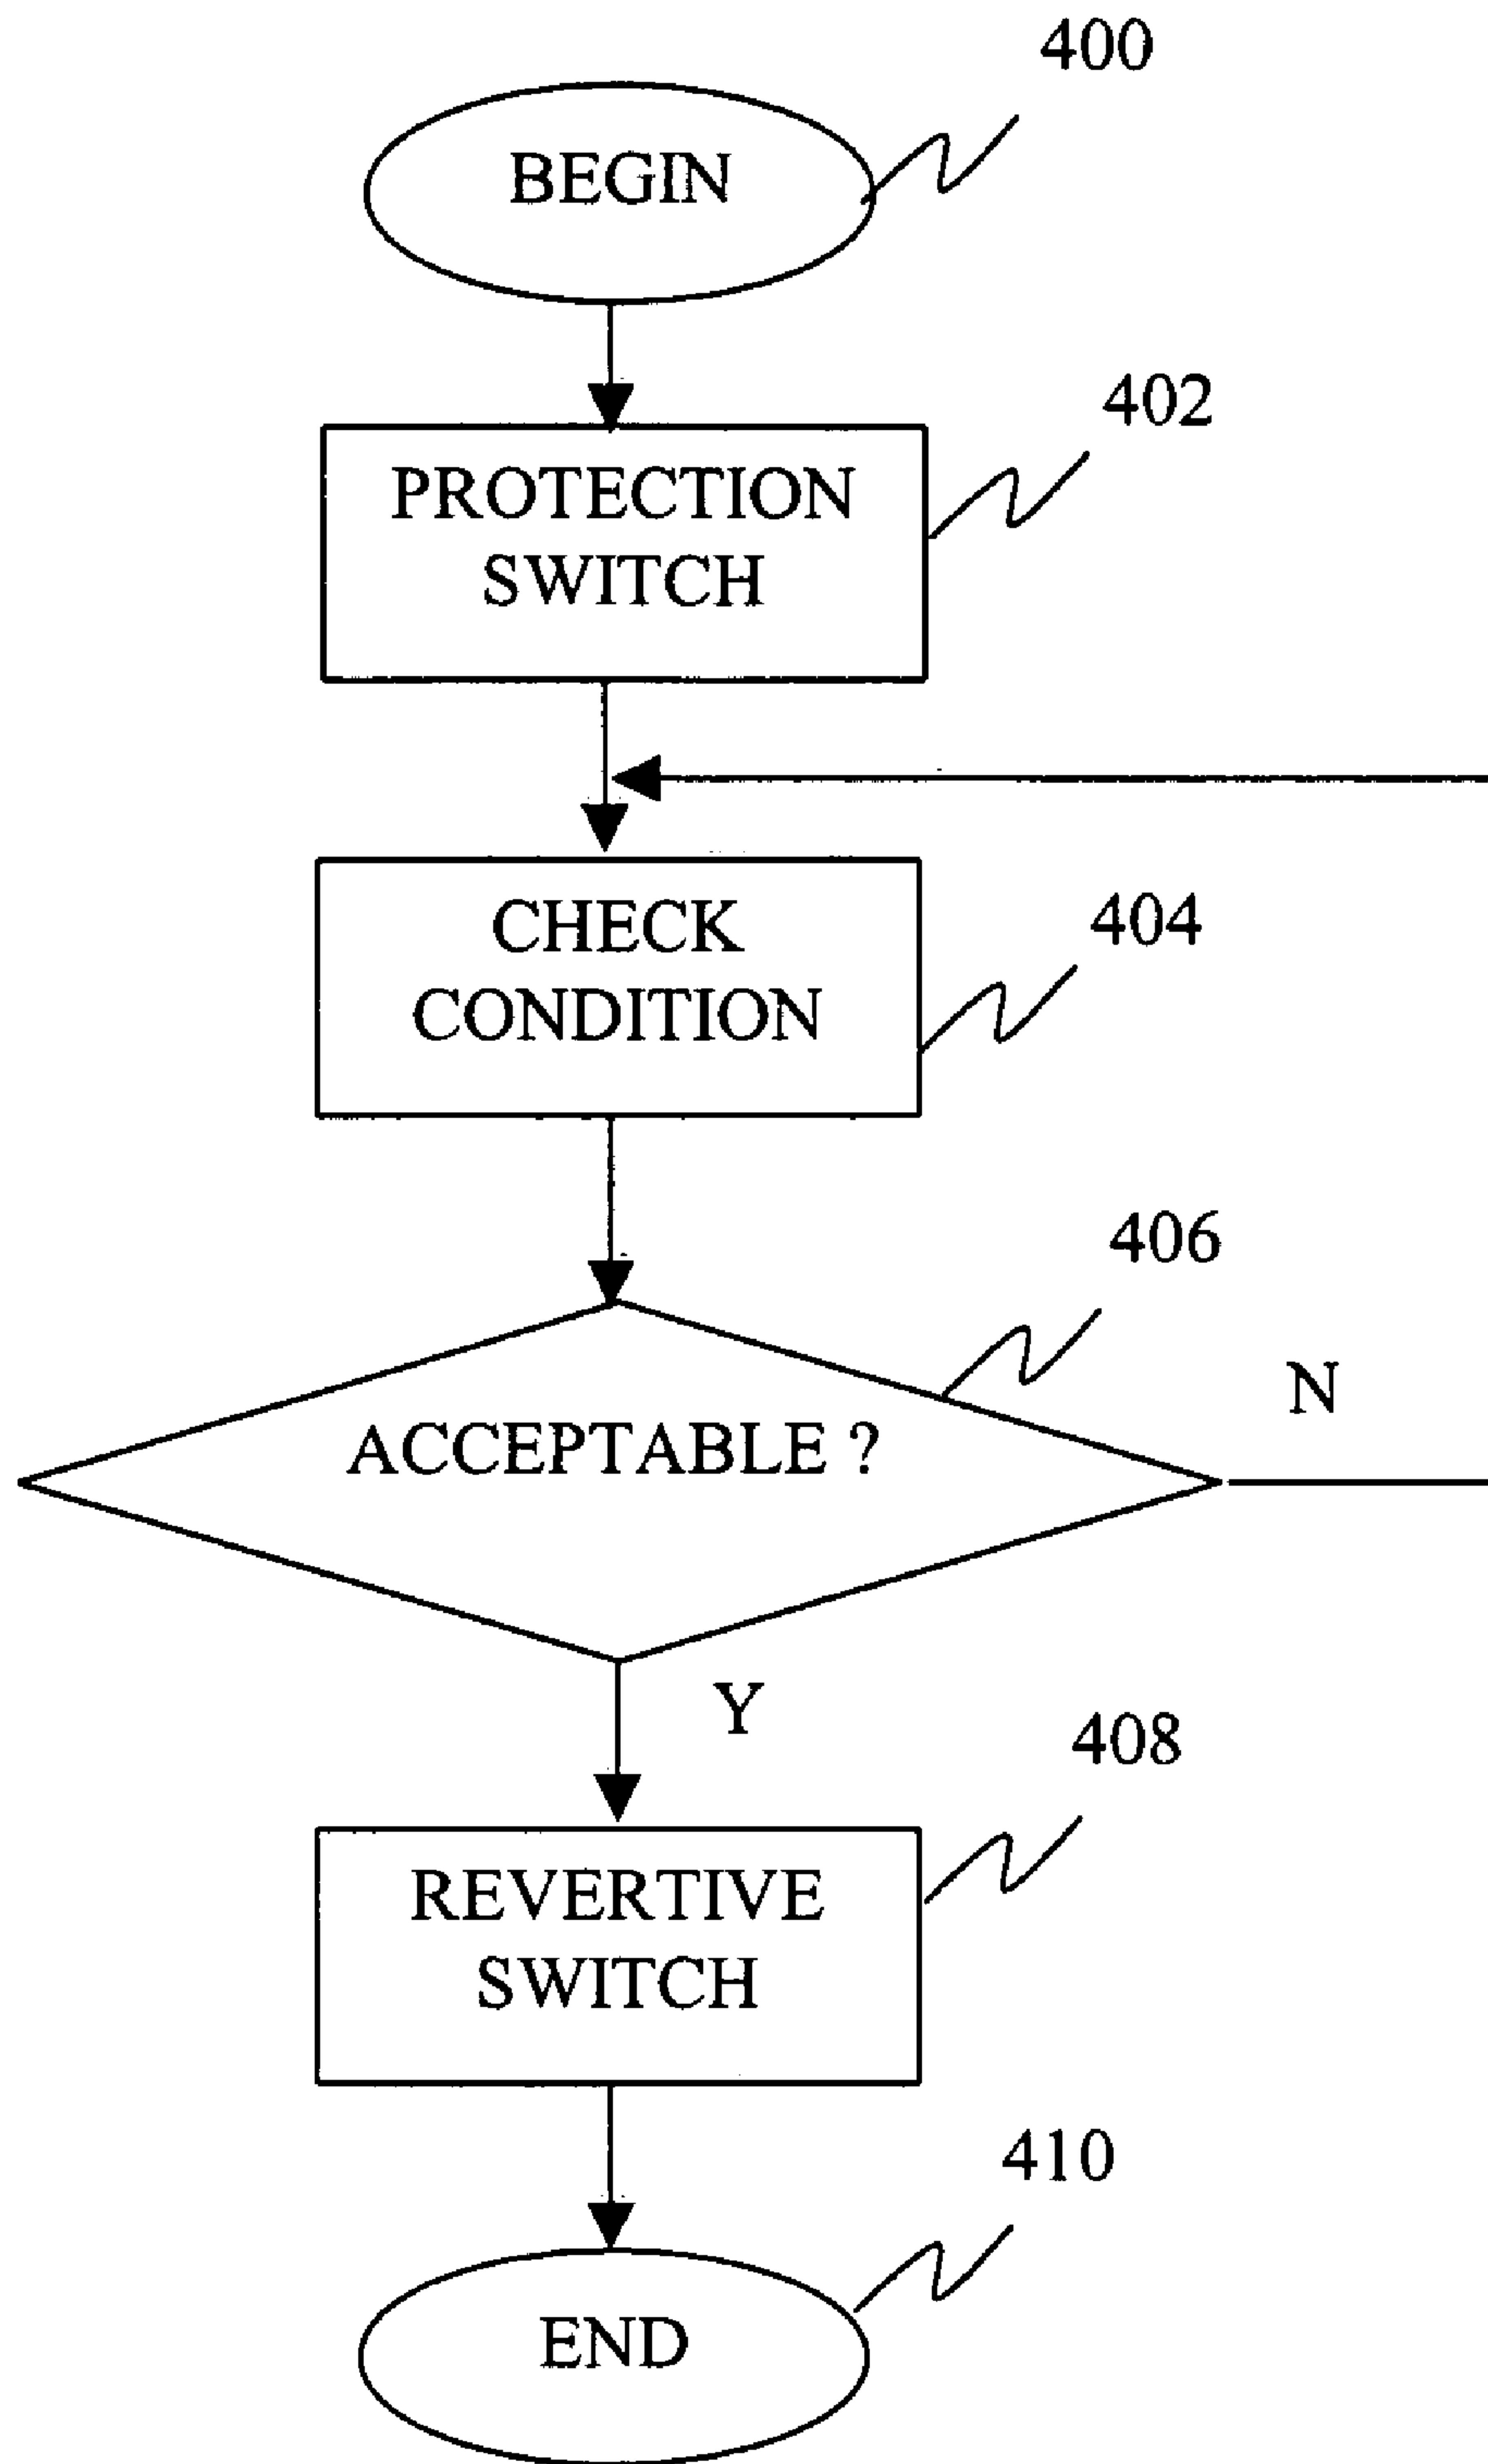 400
BEGIN
402
PROTECTION
SWITCH
404
CHECK
CONDITION
406
N
ACCEPTABLE ?
Y
408
REVERTIVE
SWITCH
410
END